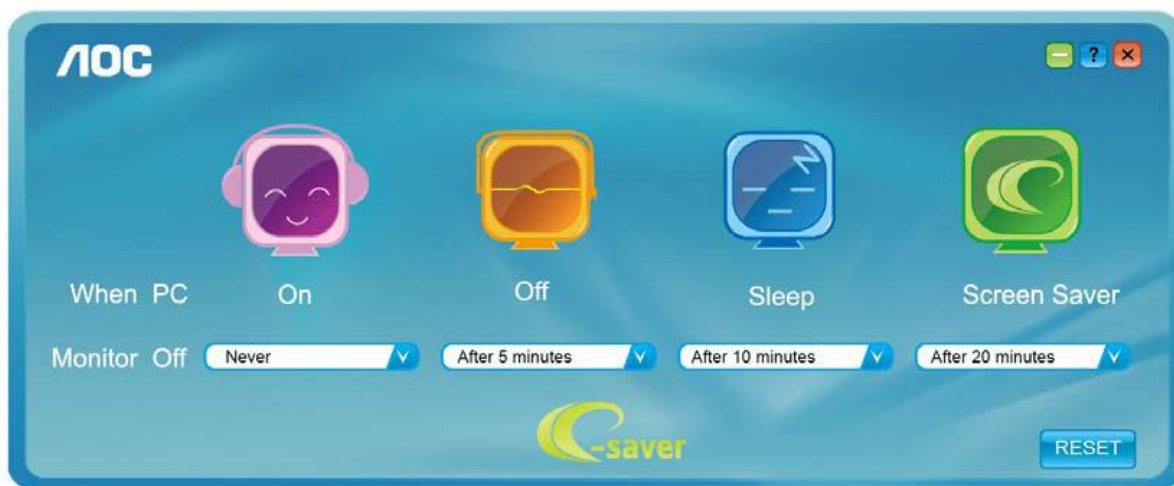 AOC
?
When PC On Off Sleep Screen Saver
Monitor Off Never After 5 minutes After 10 minutes After 20 minutes
e-saver
RESET